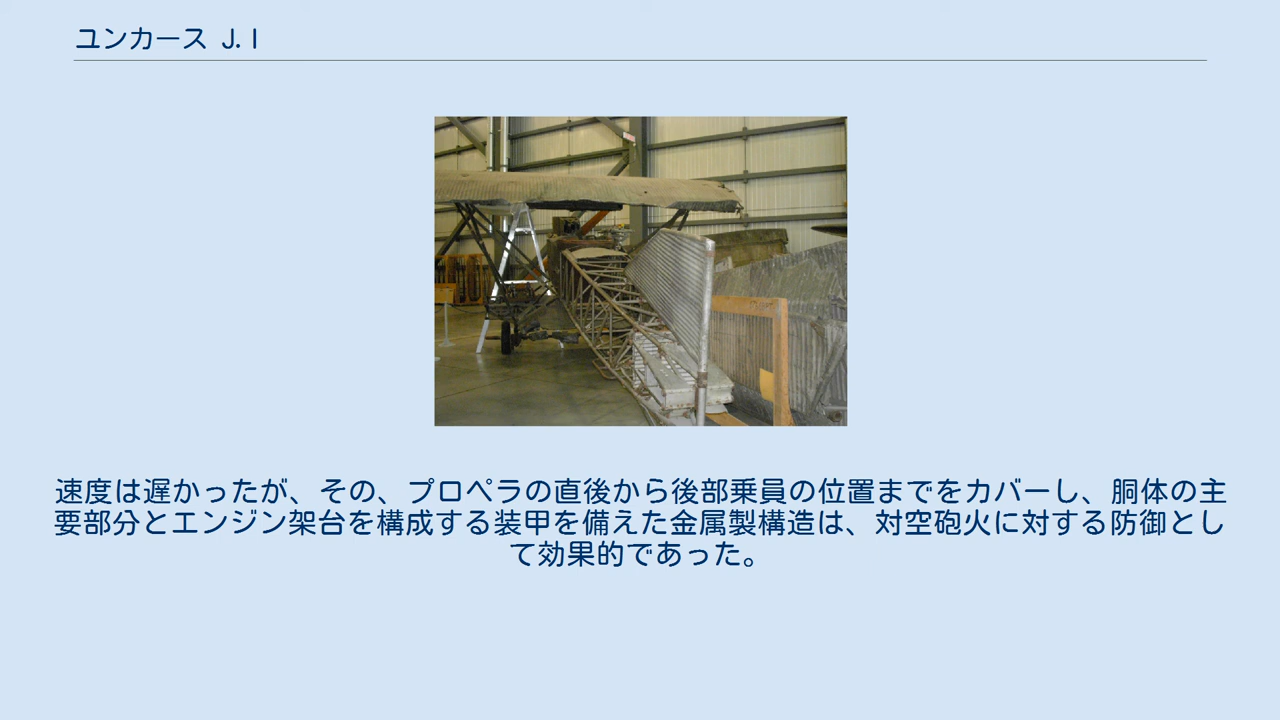 ユンカース J.I
速度は遅かったが、その、プロペラの直後から後部乗員の位置までをカバーし、胴体の主
要部分とエンジン架台を構成する装甲を備えた金属製構造は、対空砲火に対する防御とし
て効果的であった。